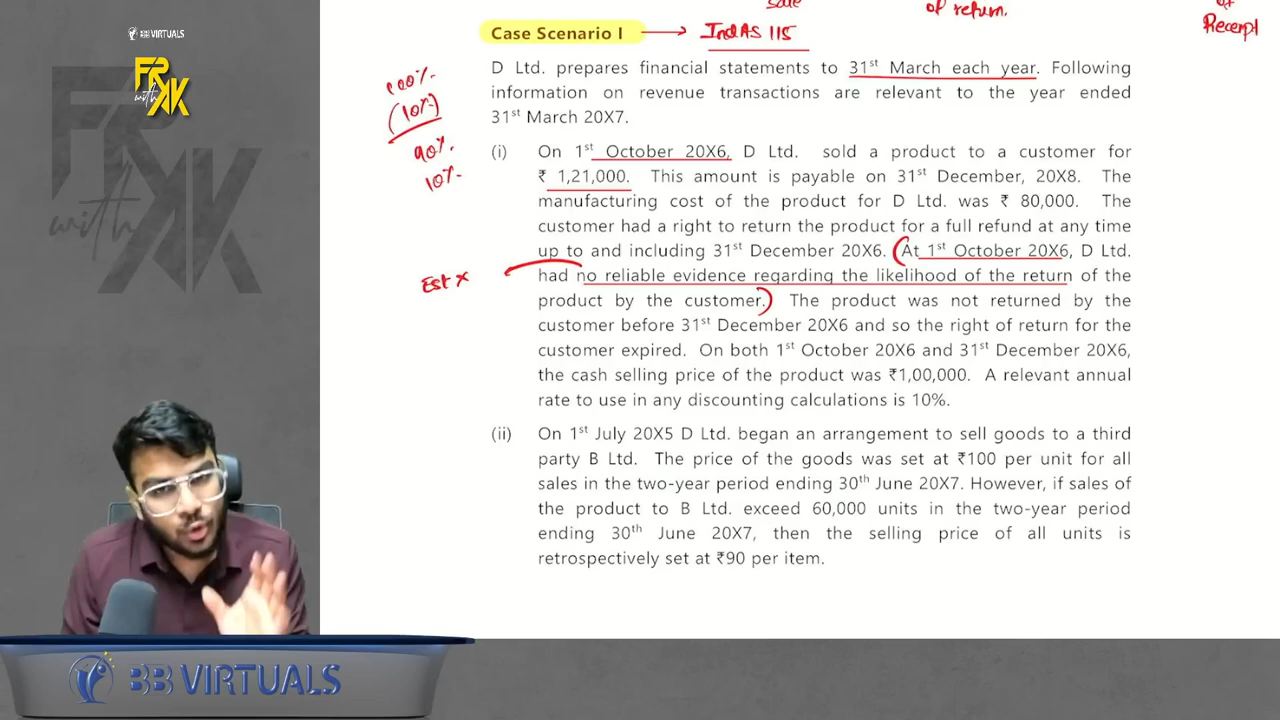 sale
of return.
of
Receipt
BB VIRTUALS
FR
with AK
FR
with AK
Case Scenario I → Ind AS 115
D Ltd. prepares financial statements to 31st March each year. Following
information on revenue transactions are relevant to the year ended
31st March 20X7.
100%.
(10%)
90%.
10%.
(i) On 1st October 20X6, D Ltd. sold a product to a customer for
₹ 1,21,000. This amount is payable on 31st December, 20X8. The
manufacturing cost of the product for D Ltd. was ₹ 80,000. The
customer had a right to return the product for a full refund at any time
up to and including 31st December 20X6. (At 1st October 20X6, D Ltd.
had no reliable evidence regarding the likelihood of the return of the
Est x
product by the customer.) The product was not returned by the
customer before 31st December 20X6 and so the right of return for the
customer expired. On both 1st October 20X6 and 31st December 20X6,
the cash selling price of the product was ₹1,00,000. A relevant annual
rate to use in any discounting calculations is 10%.
(ii) On 1st July 20X5 D Ltd. began an arrangement to sell goods to a third
party B Ltd. The price of the goods was set at ₹100 per unit for all
sales in the two-year period ending 30th June 20X7. However, if sales of
the product to B Ltd. exceed 60,000 units in the two-year period
ending 30th June 20X7, then the selling price of all units is
retrospectively set at ₹90 per item.
BB VIRTUALS